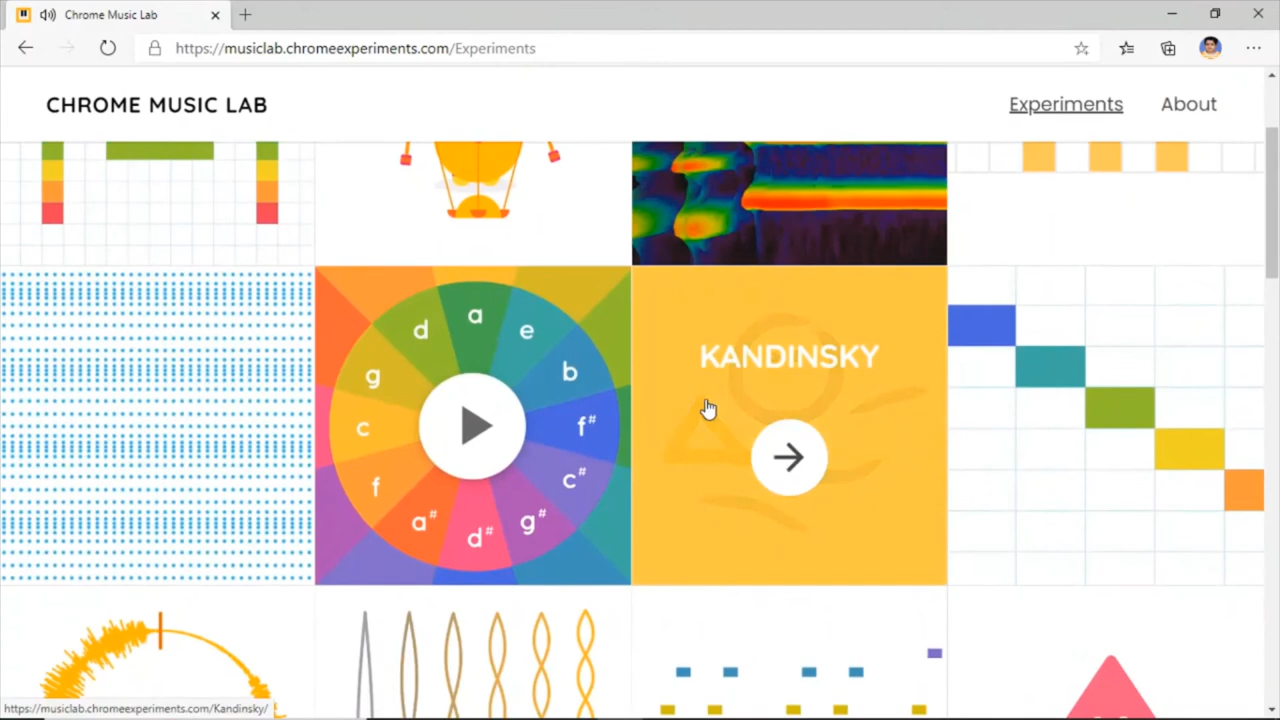 Chrome Music Lab
https://musiclab.chromeexperiments.com/Experiments
CHROME MUSIC LAB
Experiments
About
a
d
e
g
b
c
f#
f
c#
a#
g#
d#
KANDINSKY
https://musiclab.chromeexperiments.com/Kandinsky/